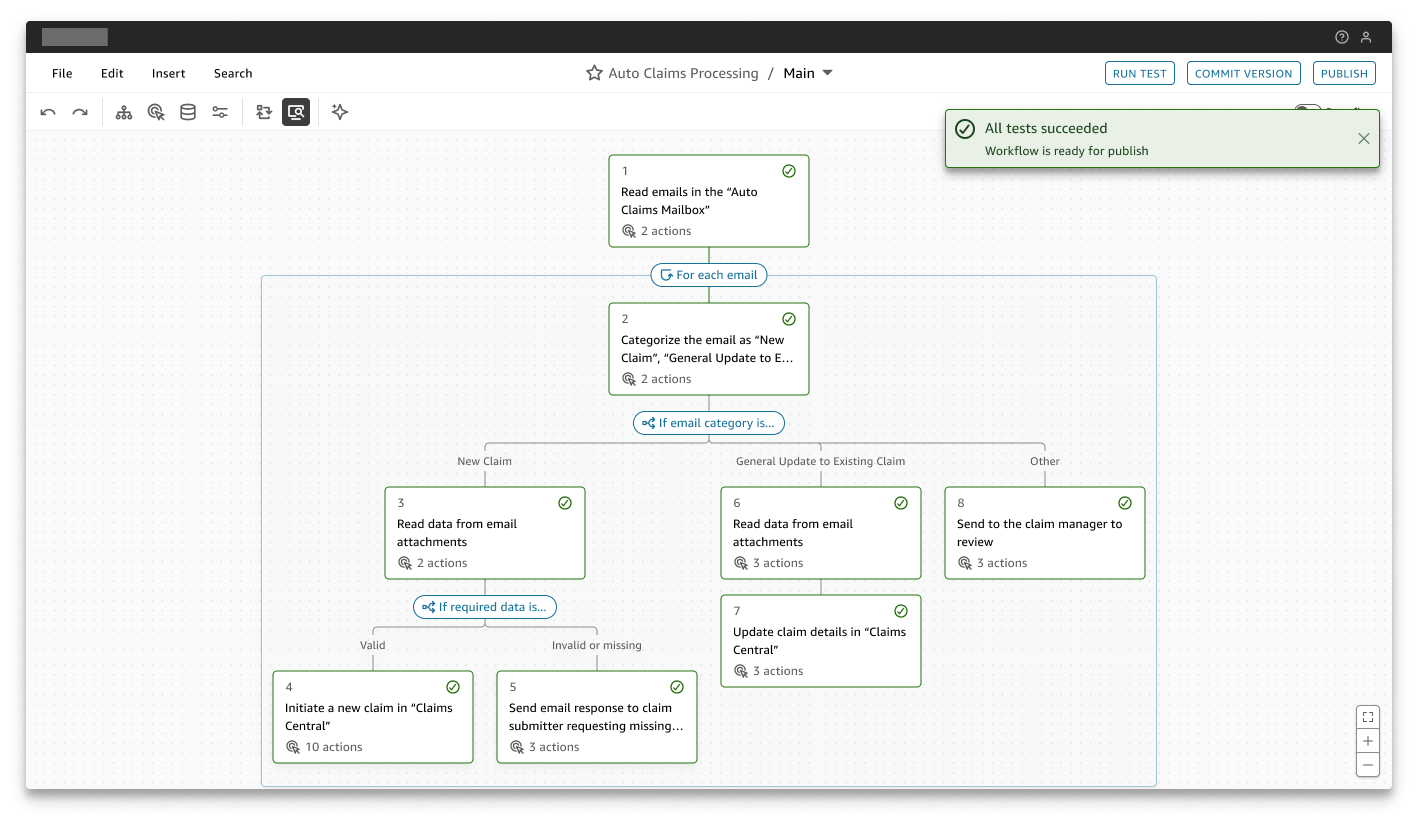 File Edit Insert Search
Auto Claims Processing / Main
RUN TEST COMMIT VERSION PUBLISH
All tests succeeded
Workflow is ready for publish
1
Read emails in the “Auto
Claims Mailbox”
2 actions
For each email
2
Categorize the email as “New
Claim”, “General Update to E...
2 actions
If email category is...
New Claim
General Update to Existing Claim
Other
3
Read data from email
attachments
2 actions
6
Read data from email
attachments
3 actions
8
Send to the claim manager to
review
3 actions
If required data is...
Valid
Invalid or missing
7
Update claim details in “Claims
Central”
3 actions
4
Initiate a new claim in “Claims
Central”
10 actions
5
Send email response to claim
submitter requesting missing...
3 actions